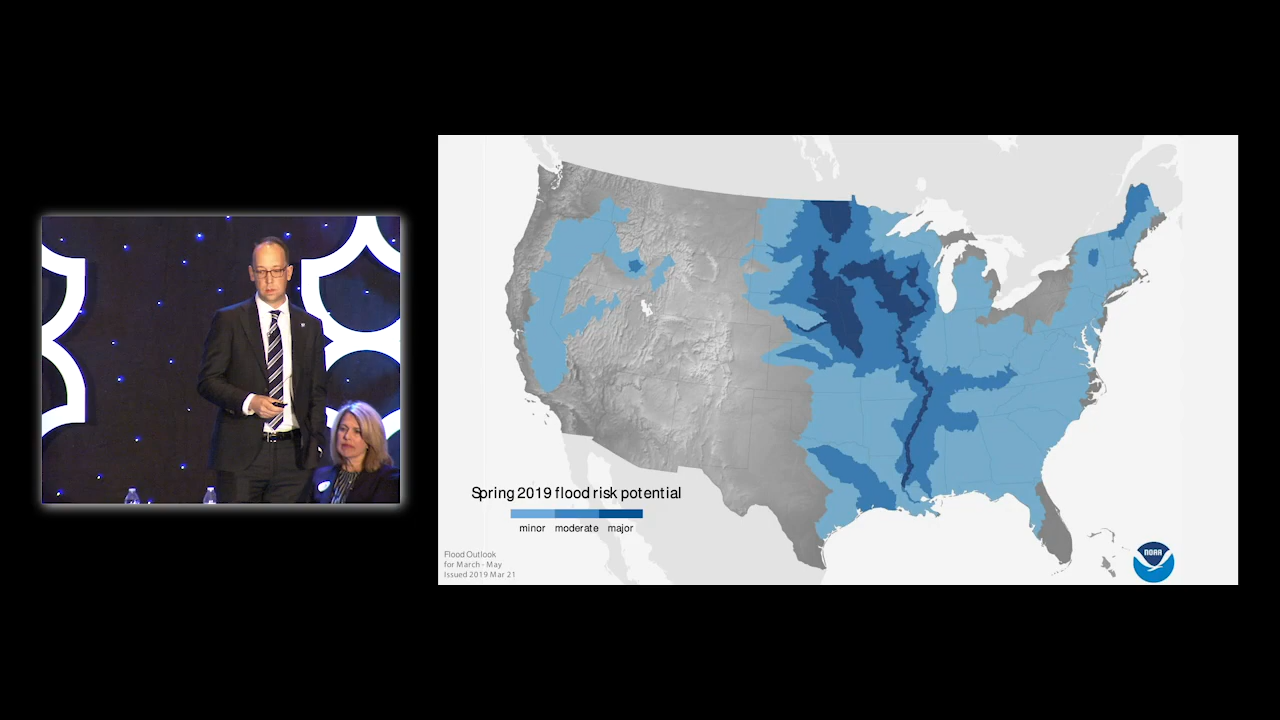 Spring 2019 flood risk potential
minor moderate major
Flood Outlook
for March - May
Issued 2019 Mar 21
NOAA